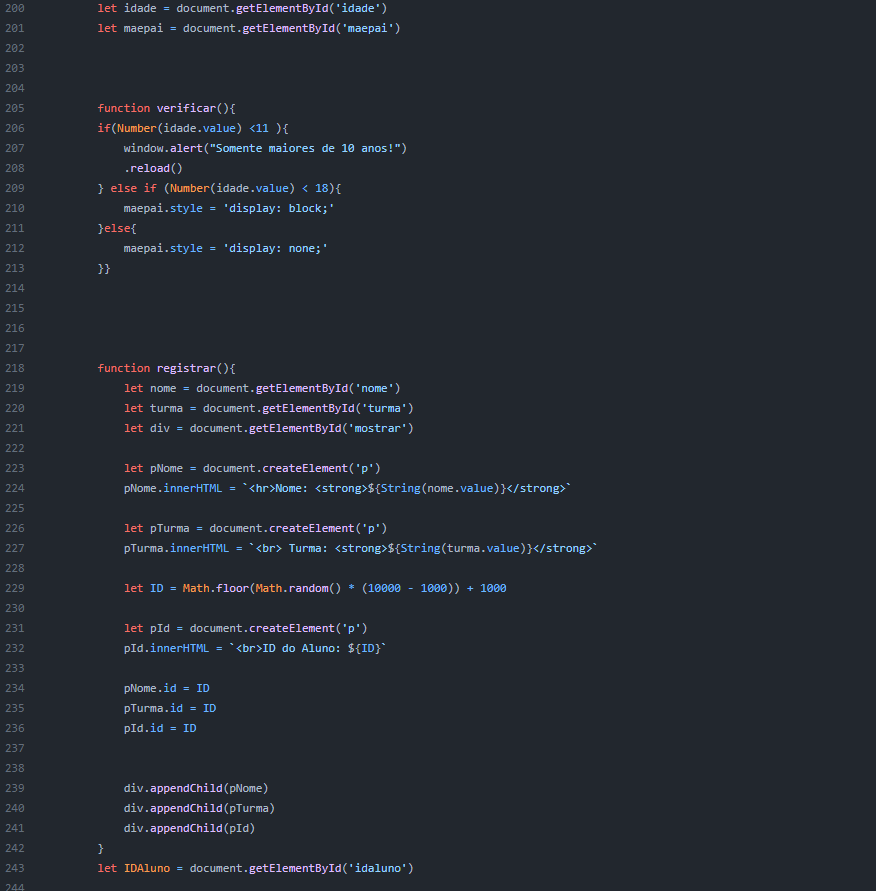 200 let idade = document.getElementById('idade')
201 let maepai = document.getElementById('maepai')
202
203
204
205 function verificar(){
206 if(Number(idade.value) <11 ){
207 window.alert("Somente maiores de 10 anos!")
208 .reload()
209 } else if (Number(idade.value) < 18){
210 maepai.style = 'display: block;'
211 }else{
212 maepai.style = 'display: none;'
213 }}
214
215
216
217
218 function registrar(){
219 let nome = document.getElementById('nome')
220 let turma = document.getElementById('turma')
221 let div = document.getElementById('mostrar')
222
223 let pNome = document.createElement('p')
224 pNome.innerHTML = `<hr>Nome: <strong>${String(nome.value)}</strong>`
225
226 let pTurma = document.createElement('p')
227 pTurma.innerHTML = `<br> Turma: <strong>${String(turma.value)}</strong>`
228
229 let ID = Math.floor(Math.random() * (10000 - 1000)) + 1000
230
231 let pId = document.createElement('p')
232 pId.innerHTML = `<br>ID do Aluno: ${ID}`
233
234 pNome.id = ID
235 pTurma.id = ID
236 pId.id = ID
237
238
239 div.appendChild(pNome)
240 div.appendChild(pTurma)
241 div.appendChild(pId)
242 }
243 let IDAluno = document.getElementById('idaluno')
244